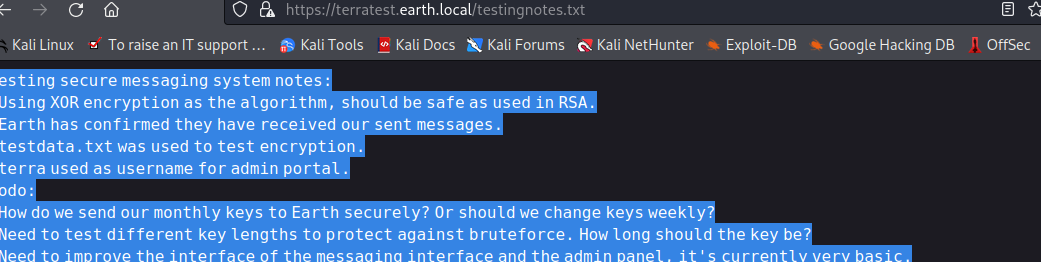 https://terratest.earth.local/testingnotes.txt
Kali Linux To raise an IT support ... Kali Tools Kali Docs Kali Forums Kali NetHunter Exploit-DB Google Hacking DB OffSec
esting secure messaging system notes:
Using XOR encryption as the algorithm, should be safe as used in RSA.
Earth has confirmed they have received our sent messages.
testdata.txt was used to test encryption.
terra used as username for admin portal.
odo:
How do we send our monthly keys to Earth securely? Or should we change keys weekly?
Need to test different key lengths to protect against bruteforce. How long should the key be?
Need to improve the interface of the messaging interface and the admin panel, it's currently very basic.